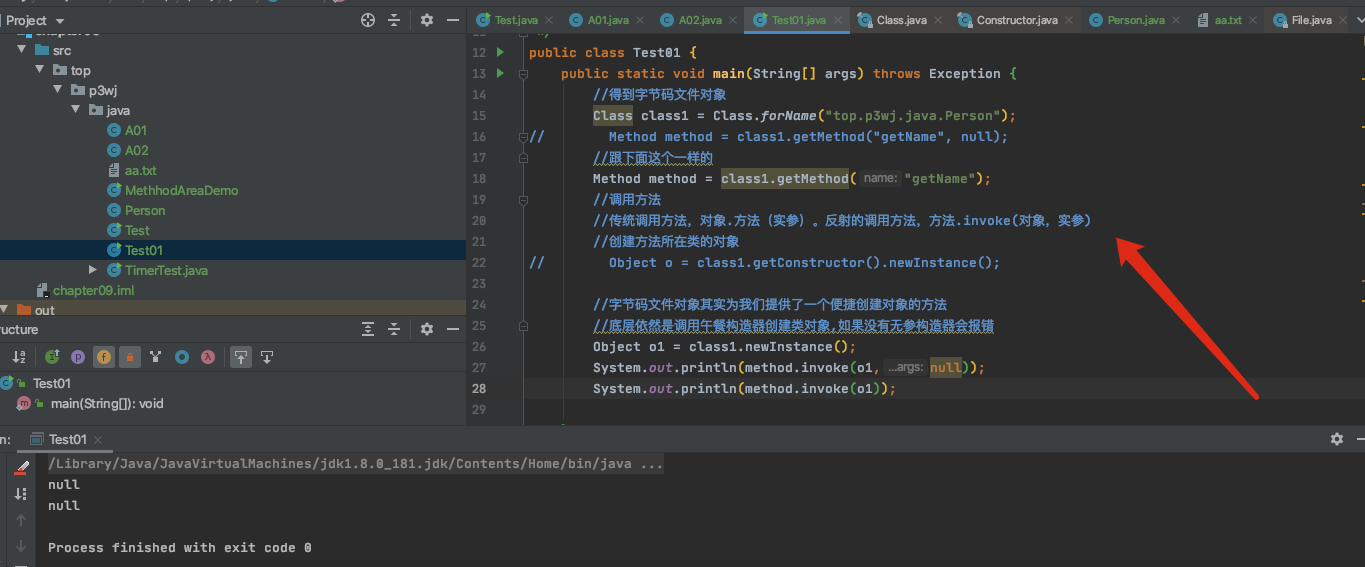 Project
Test.java
A01.java
A02.java
Test01.java
Class.java
Constructor.java
Person.java
aa.txt
File.java
src
top
p3wj
java
A01
A02
aa.txt
MethhodAreaDemo
Person
Test
Test01
TimerTest.java
chapter09.iml
out
12 public class Test01 {
13 public static void main(String[] args) throws Exception {
14 //得到字节码文件对象
15 Class class1 = Class.forName("top.p3wj.java.Person");
16 // Method method = class1.getMethod("getName", null);
17 //跟下面这个一样的
18 Method method = class1.getMethod( name: "getName");
19 //调用方法
20 //传统调用方法，对象.方法（实参）。反射的调用方法，方法.invoke(对象，实参)
21 //创建方法所在类的对象
22 // Object o = class1.getConstructor().newInstance();
23
24 //字节码文件对象其实为我们提供了一个便捷创建对象的方法
25 //底层依然是调用午餐构造器创建类对象,如果没有无参构造器会报错
26 Object o1 = class1.newInstance();
27 System.out.println(method.invoke(o1, ...args: null));
28 System.out.println(method.invoke(o1));
29
ructure
Test01
main(String[]): void
n:
Test01
/Library/Java/JavaVirtualMachines/jdk1.8.0_181.jdk/Contents/Home/bin/java ...
null
null
Process finished with exit code 0